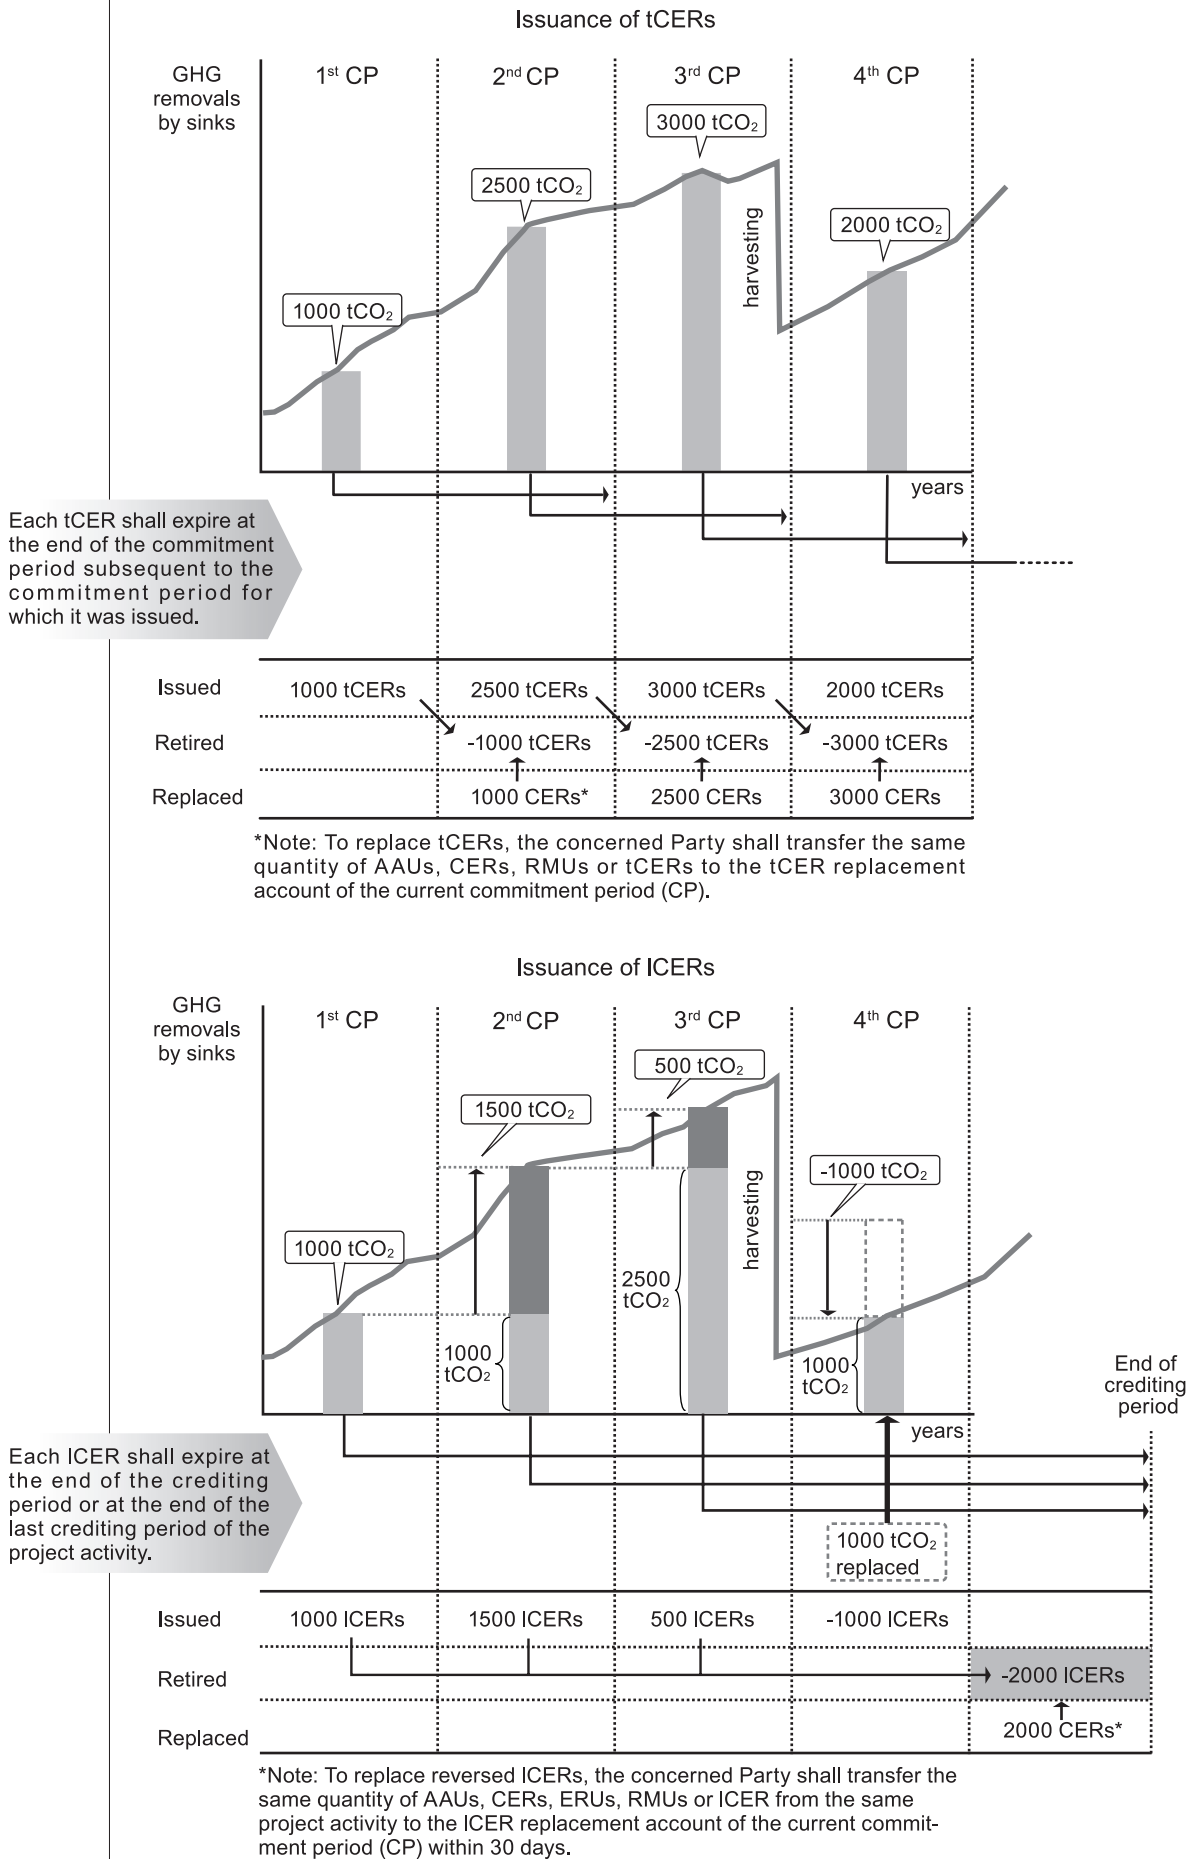 Issuance of tCERs
GHG
removals
by sinks
1st CP
2nd CP
3rd CP
4th CP
3000 tCO2
2500 tCO2
2000 tCO2
1000 tCO2
harvesting
years
Each tCER shall expire at
the end of the commitment
period subsequent to the
commitment period for
which it was issued.
Issued 1000 tCERs 2500 tCERs 3000 tCERs 2000 tCERs
Retired -1000 tCERs -2500 tCERs -3000 tCERs
Replaced 1000 CERs* 2500 CERs 3000 CERs
*Note: To replace tCERs, the concerned Party shall transfer the same
quantity of AAUs, CERs, RMUs or tCERs to the tCER replacement
account of the current commitment period (CP).
Issuance of lCERs
GHG
removals
by sinks
1st CP
2nd CP
3rd CP
4th CP
500 tCO2
1500 tCO2
-1000 tCO2
1000 tCO2
harvesting
2500
tCO2
1000
tCO2
1000
tCO2
End of
crediting
period
years
Each lCER shall expire at
the end of the crediting
period or at the end of the
last crediting period of the
project activity.
1000 tCO2
replaced
Issued 1000 lCERs 1500 lCERs 500 lCERs -1000 lCERs
Retired -2000 lCERs
Replaced 2000 CERs*
*Note: To replace reversed lCERs, the concerned Party shall transfer the
same quantity of AAUs, CERs, ERUs, RMUs or lCER from the same
project activity to the lCER replacement account of the current commit-
ment period (CP) within 30 days.